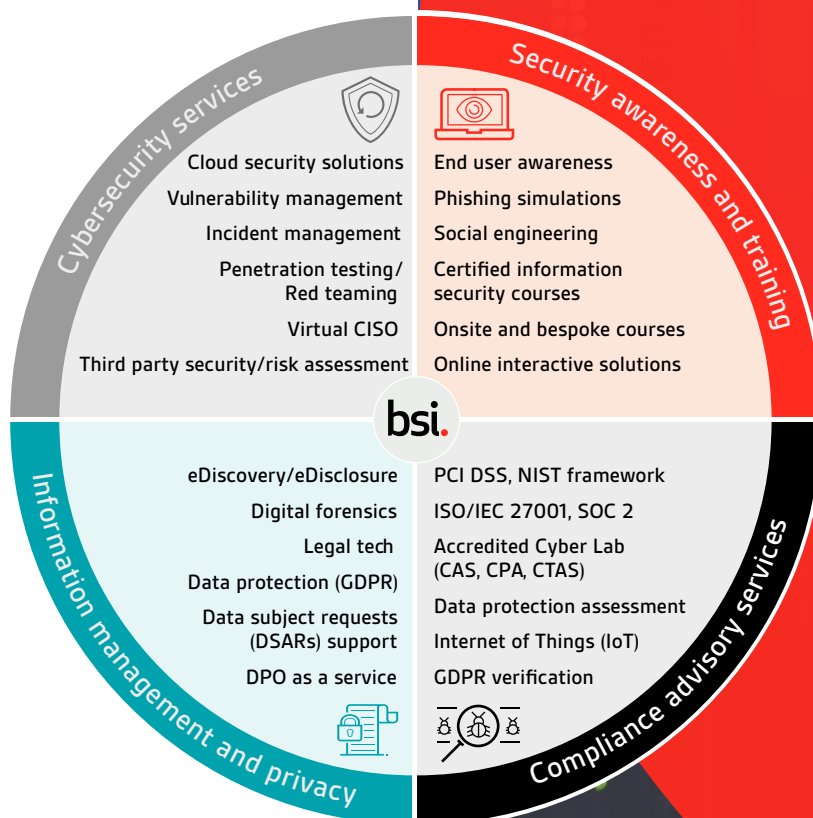 Cybersecurity services
Cloud security solutions
Vulnerability management
Incident management
Penetration testing/
Red teaming
Virtual CISO
Third party security/risk assessment
Security awareness and training
End user awareness
Phishing simulations
Social engineering
Certified information
security courses
Onsite and bespoke courses
Online interactive solutions
bsi.
Information management and privacy
eDiscovery/eDisclosure
Digital forensics
Legal tech
Data protection (GDPR)
Data subject requests
(DSARs) support
DPO as a service
Compliance advisory services
PCI DSS, NIST framework
ISO/IEC 27001, SOC 2
Accredited Cyber Lab
(CAS, CPA, CTAS)
Data protection assessment
Internet of Things (IoT)
GDPR verification